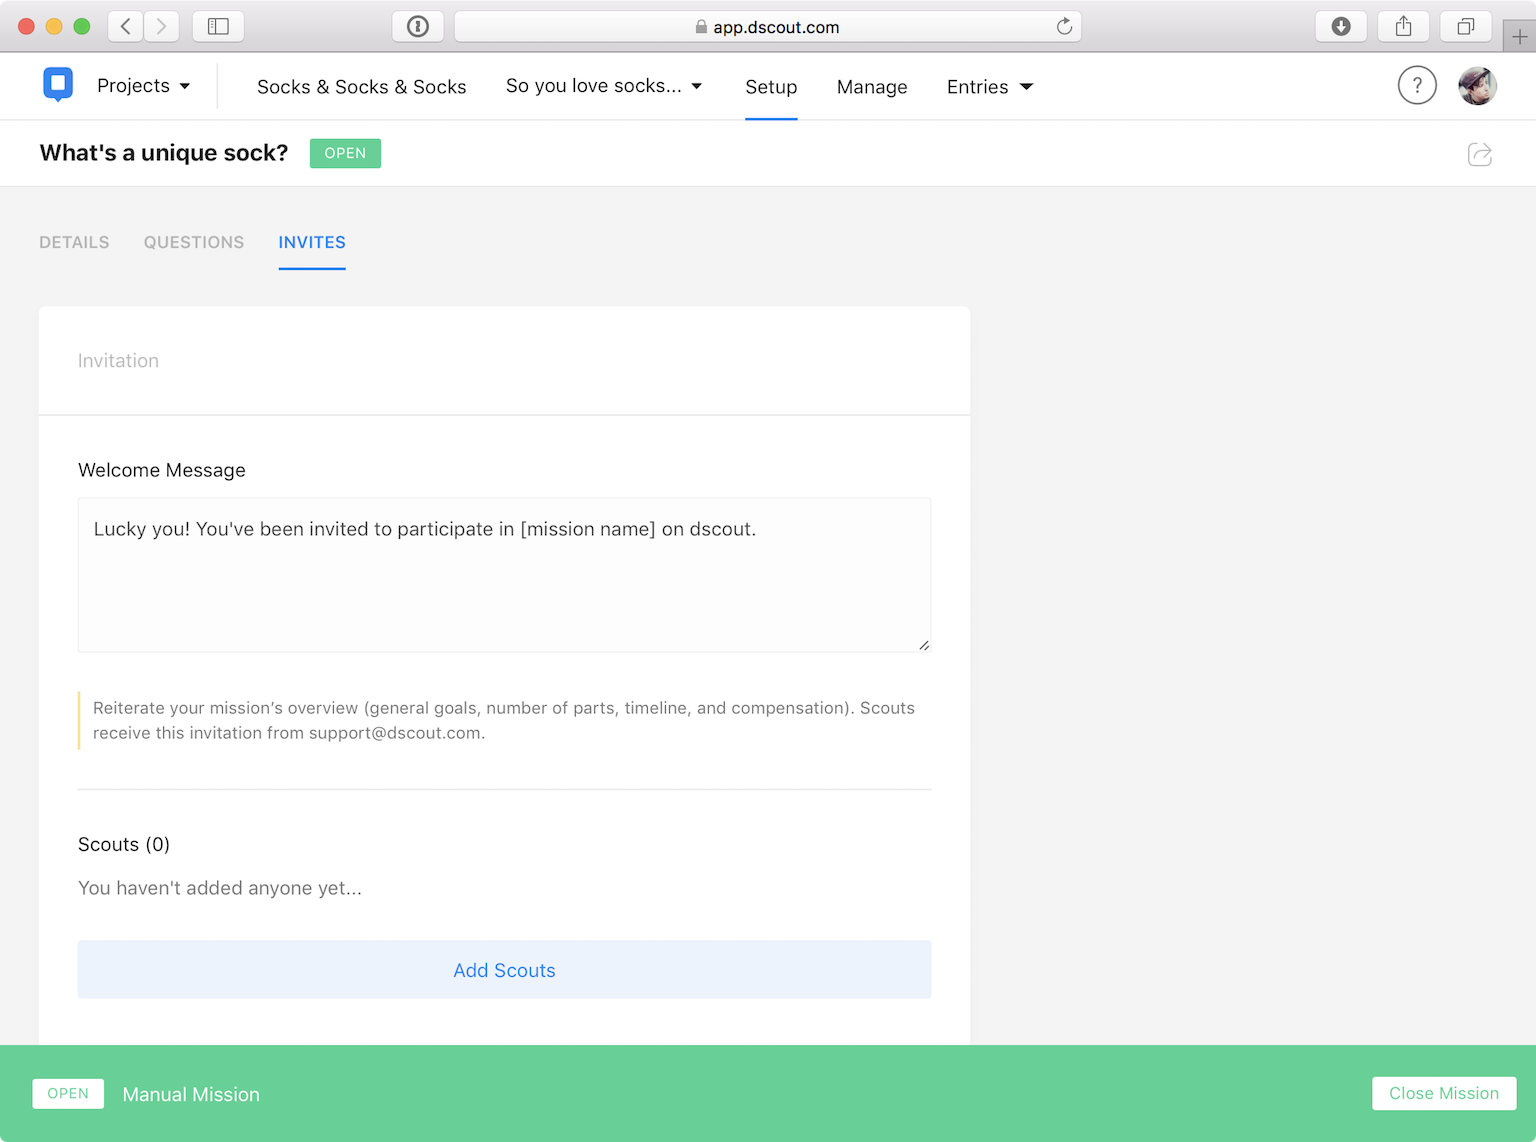 app.dscout.com
Projects
Socks & Socks & Socks
So you love socks...
Setup
Manage
Entries
?
What's a unique sock?
OPEN
DETAILS
QUESTIONS
INVITES
Invitation
Welcome Message
Lucky you! You've been invited to participate in [mission name] on dscout.
Reiterate your mission’s overview (general goals, number of parts, timeline, and compensation). Scouts
receive this invitation from support@dscout.com.
Scouts (0)
You haven't added anyone yet...
Add Scouts
OPEN
Manual Mission
Close Mission